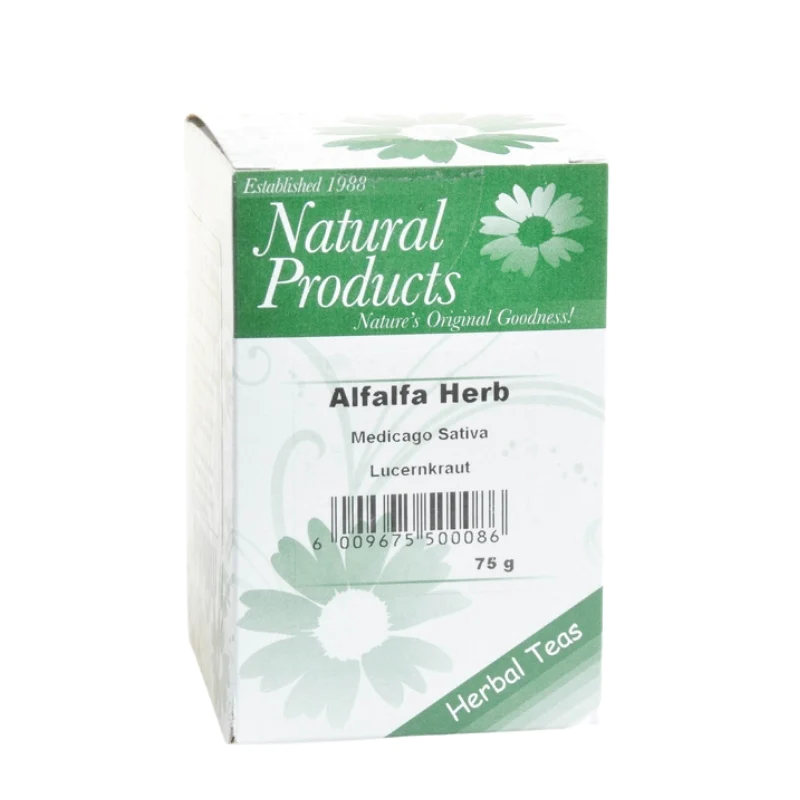 Established 1988
Natural
Products
Nature's Original Goodness!
Alfalfa Herb
Medicago Sativa
Lucernkraut
6 009675 500086
75 g
Herbal Teas